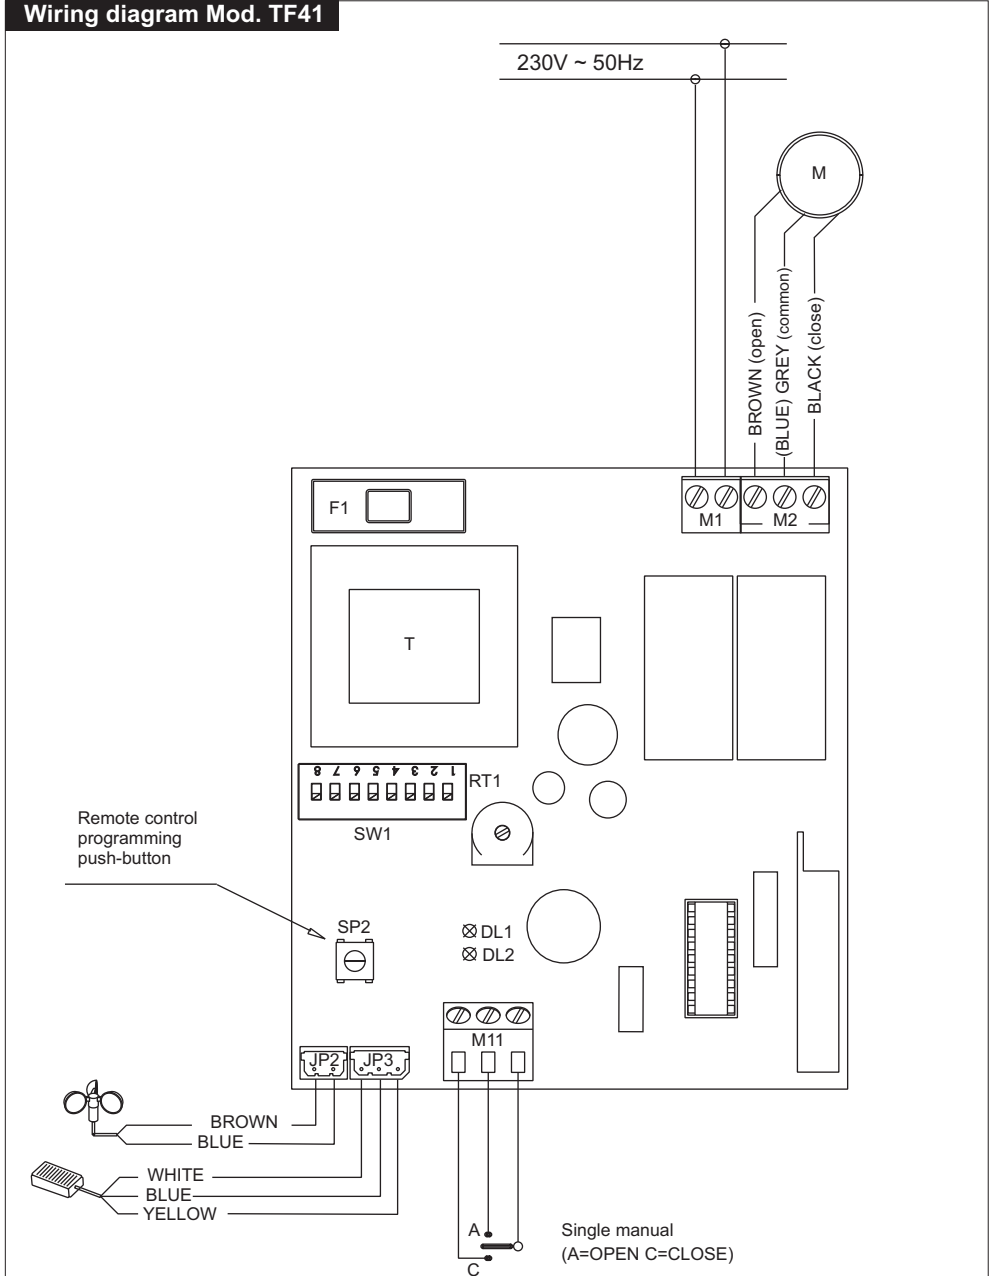 Wiring diagram Mod. TF41
230V ~ 50Hz
M
BROWN (open)
(BLUE) GREY (common)
BLACK (close)
F1
M1
M2
T
8 7 6 5 4 3 2 1
RT1
SW1
Remote control
programming
push-button
SP2
DL1
DL2
M11
JP2
JP3
BROWN
BLUE
WHITE
BLUE
YELLOW
A
C
Single manual
(A=OPEN C=CLOSE)